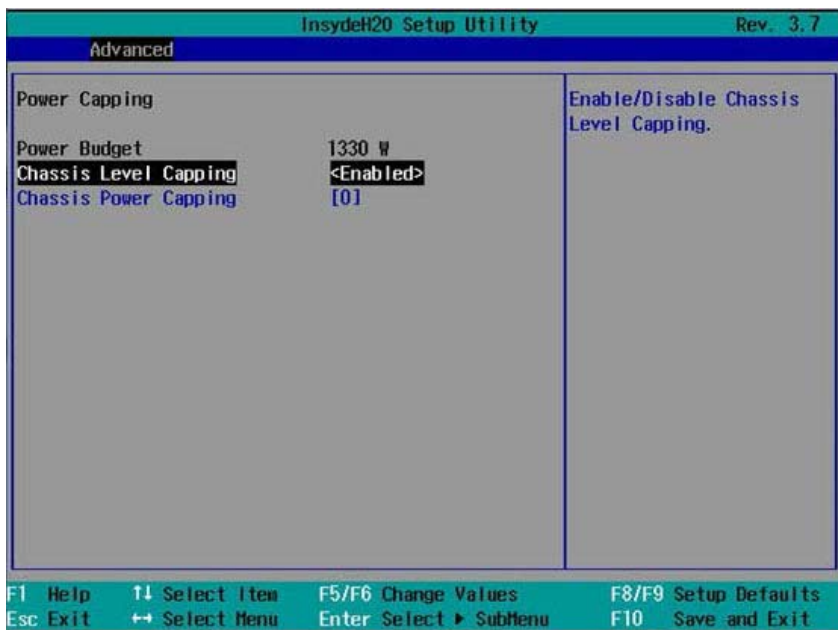 InsydeH20 Setup Utility Rev. 3.7
Advanced
Power Capping
Power Budget 1330 W
Chassis Level Capping <Enabled>
Chassis Power Capping [0]
Enable/Disable Chassis
Level Capping.
F1 Help ↑↓ Select Item F5/F6 Change Values F8/F9 Setup Defaults
Esc Exit ↔ Select Menu Enter Select ▶ SubMenu F10 Save and Exit